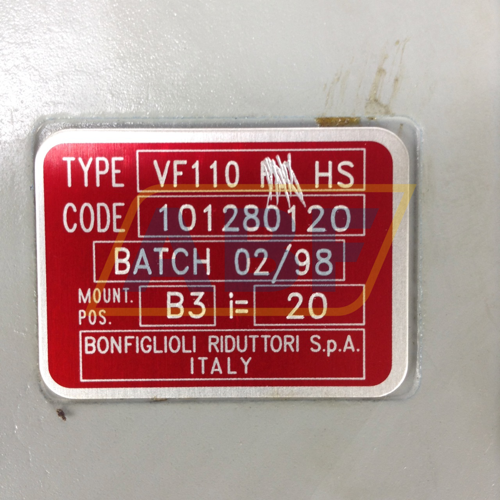 TYPE VF110 HS
CODE 101280120
BATCH 02/98
MOUNT. POS. B3 i= 20
BONFIGLIOLI RIDUTTORI S.p.A.
ITALY